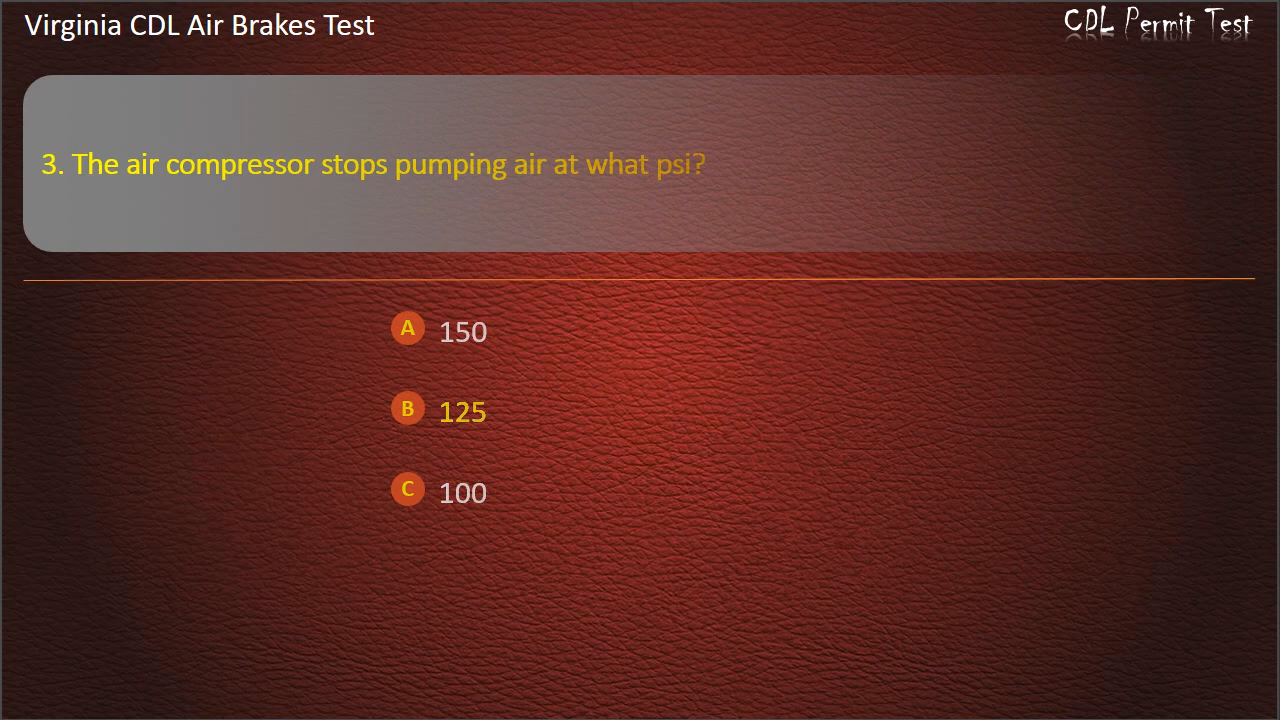 Virginia CDL Air Brakes Test
CDL Permit Test
3. The air compressor stops pumping air at what psi?
A 150
B 125
C 100